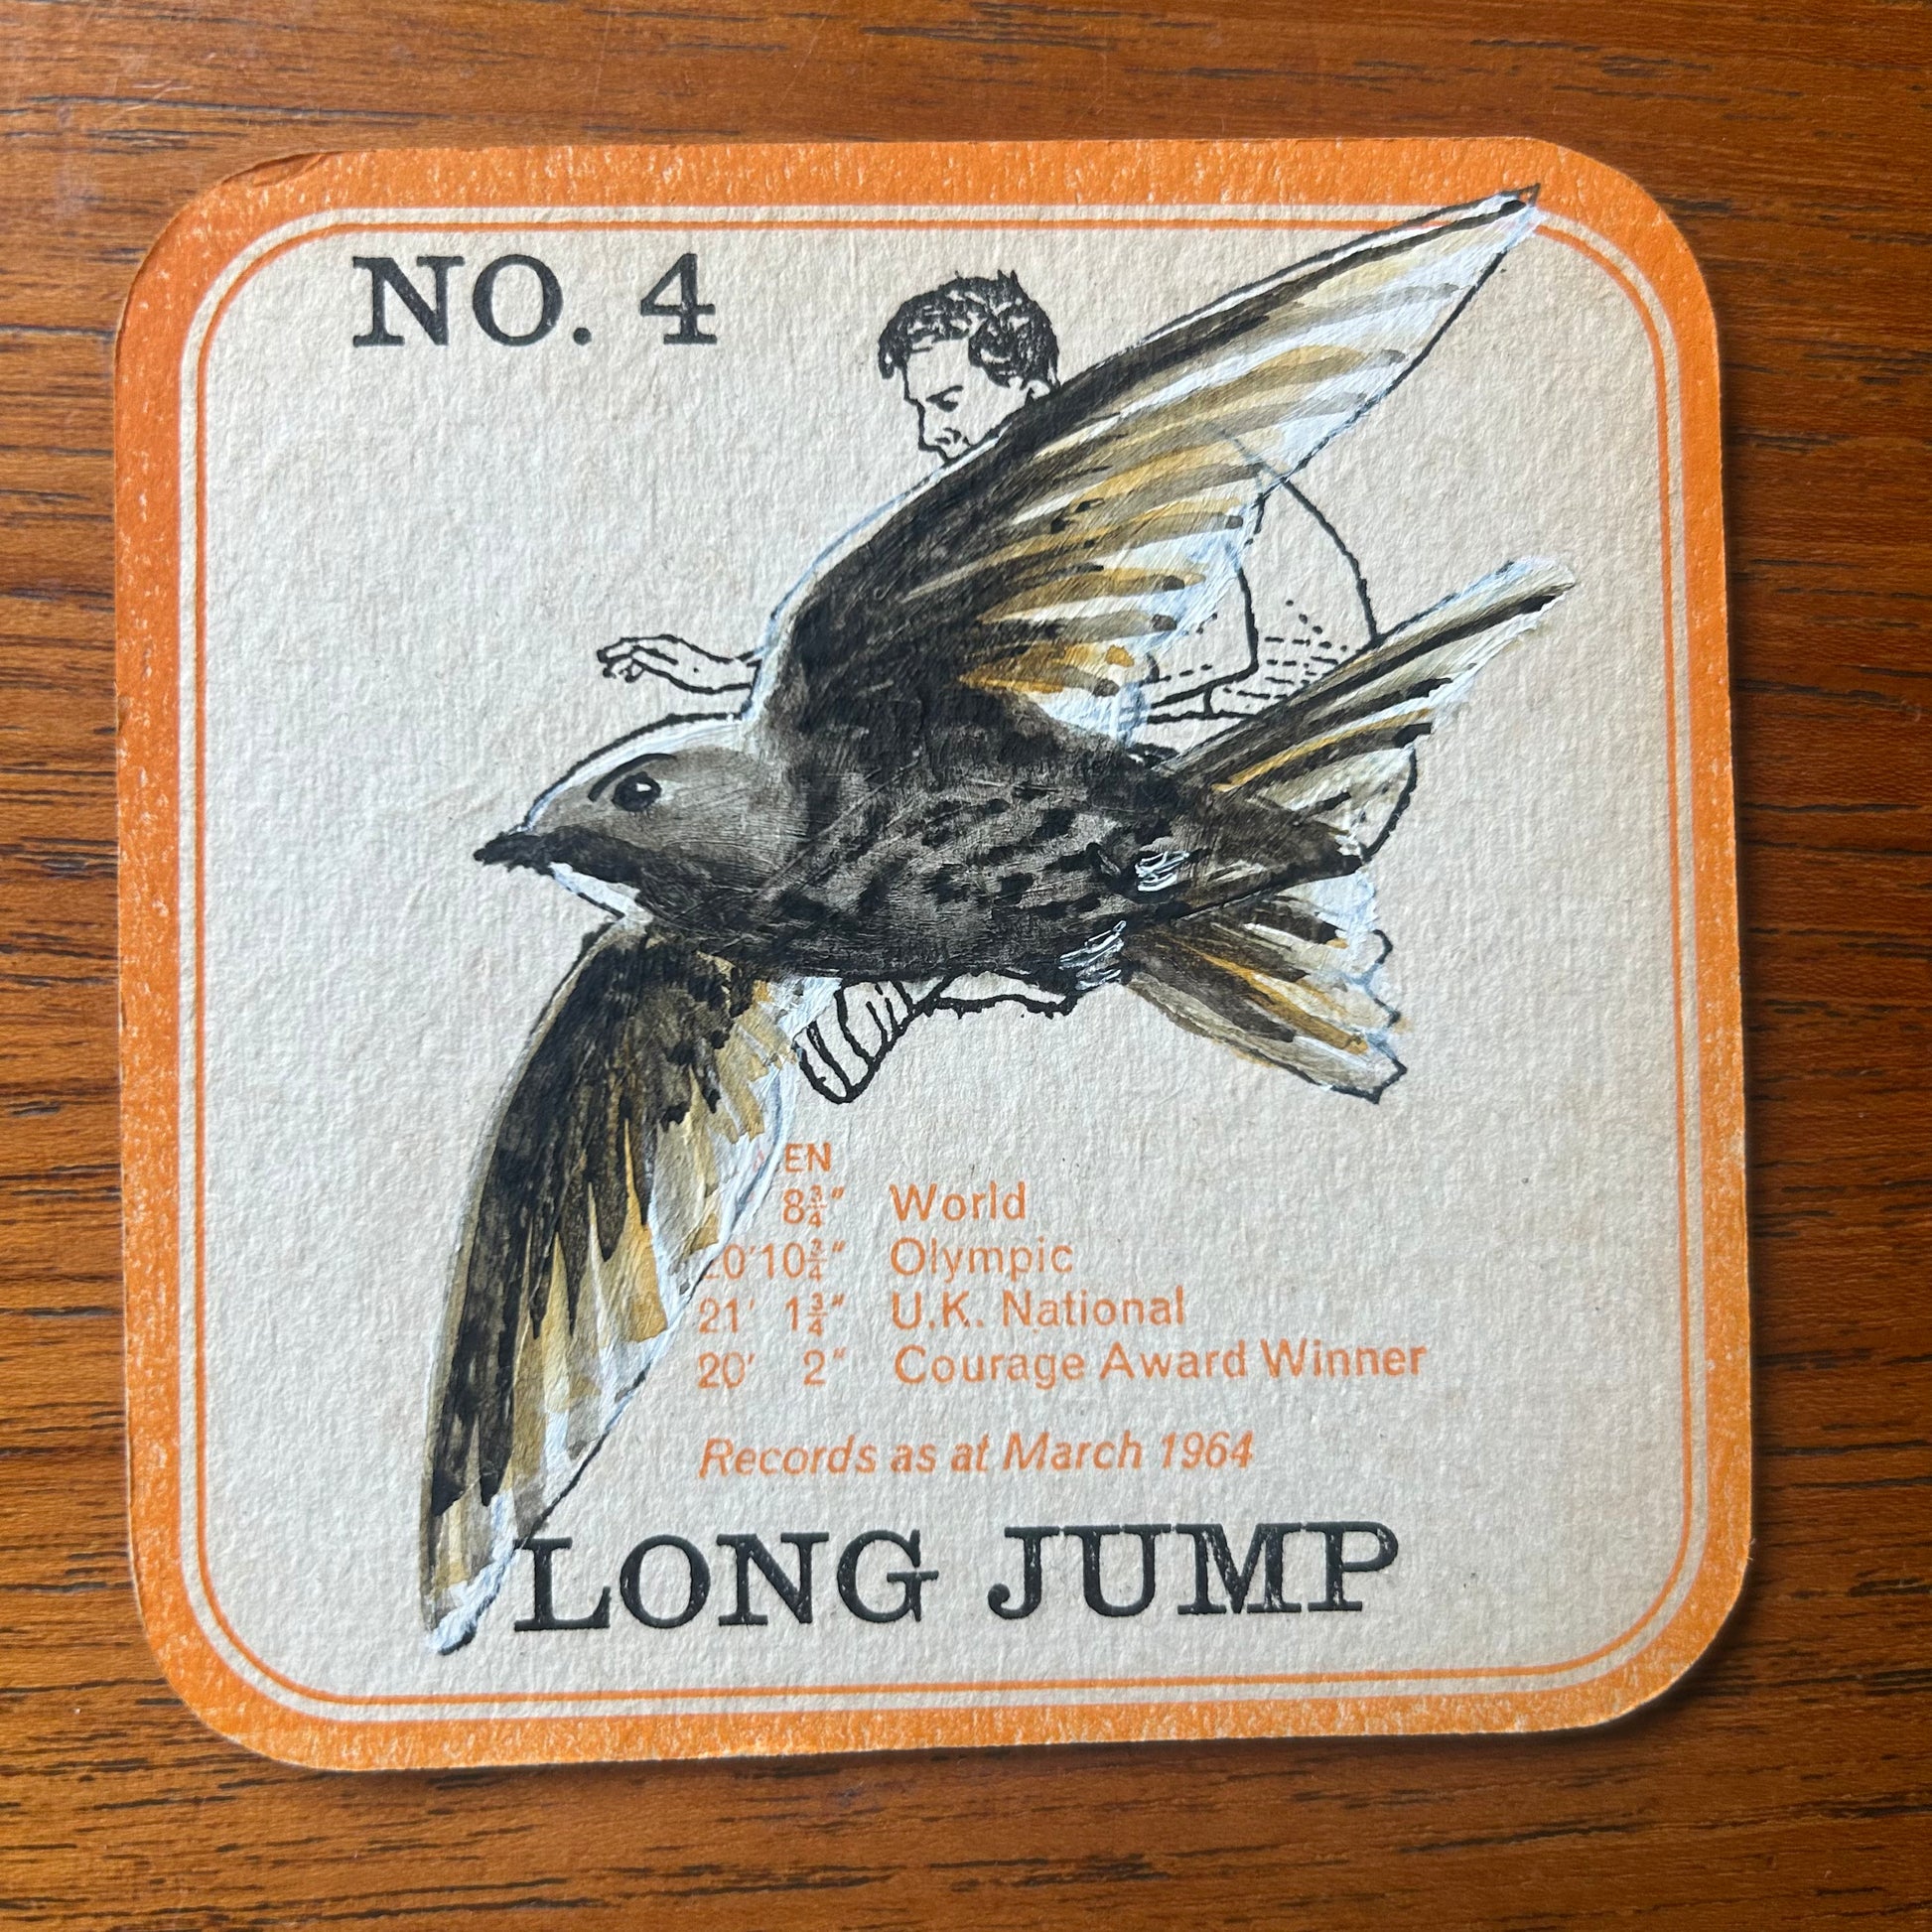 NO. 4
EN
8¾" World
0'10¾" Olympic
21' 1¾" U.K. National
20' 2" Courage Award Winner
Records as at March 1964
LONG JUMP